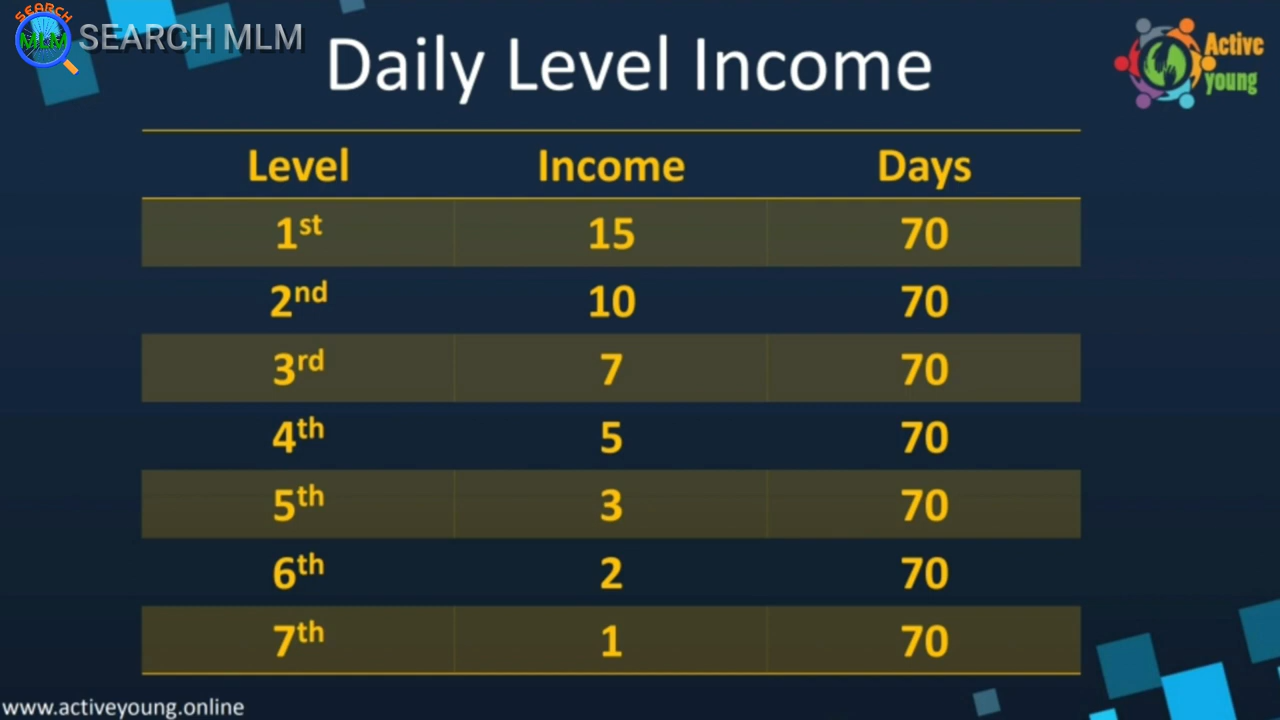 SEARCH
MLM
SEARCH MLM
Daily Level Income
Active
young
Level Income Days
1st 15 70
2nd 10 70
3rd 7 70
4th 5 70
5th 3 70
6th 2 70
7th 1 70
www.activeyoung.online